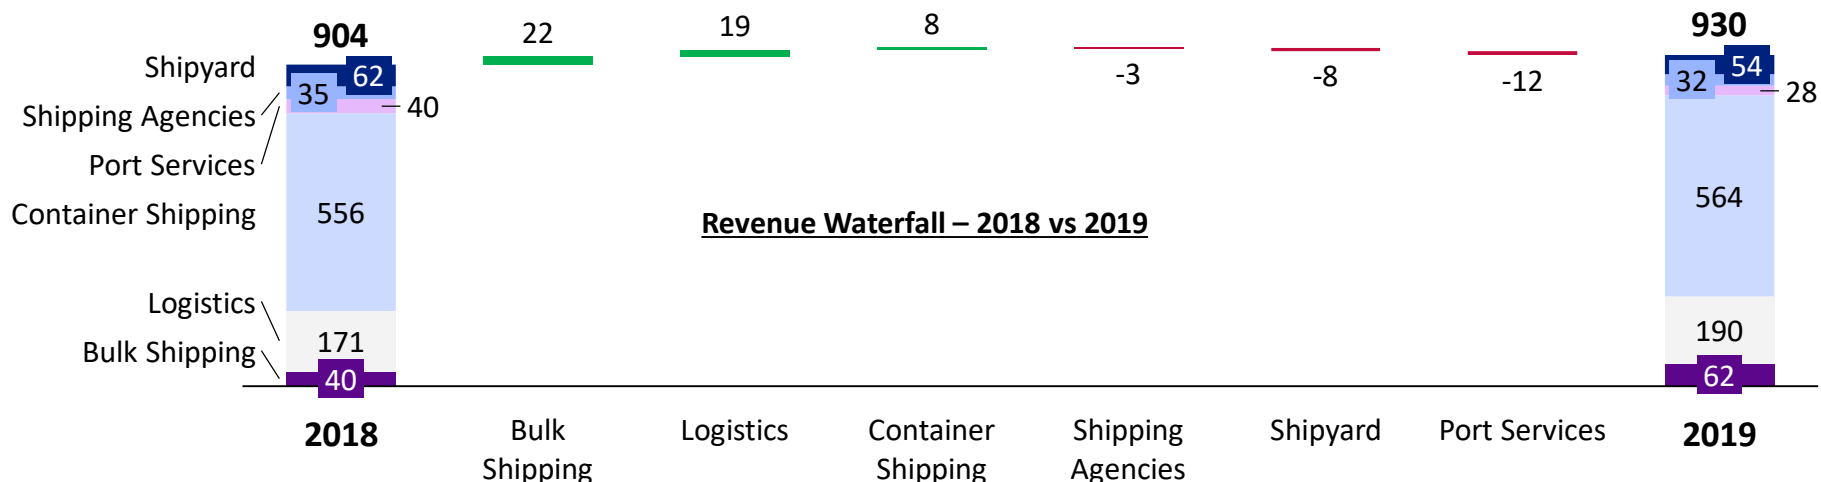 904
22
19
8
930
Shipyard
62
54
35
32
-3
-8
-12
40
28
Shipping Agencies
Port Services
Container Shipping
556
564
Revenue Waterfall – 2018 vs 2019
Logistics
171
190
Bulk Shipping
40
62
2018
Bulk
Shipping
Logistics
Container
Shipping
Shipping
Agencies
Shipyard
Port Services
2019